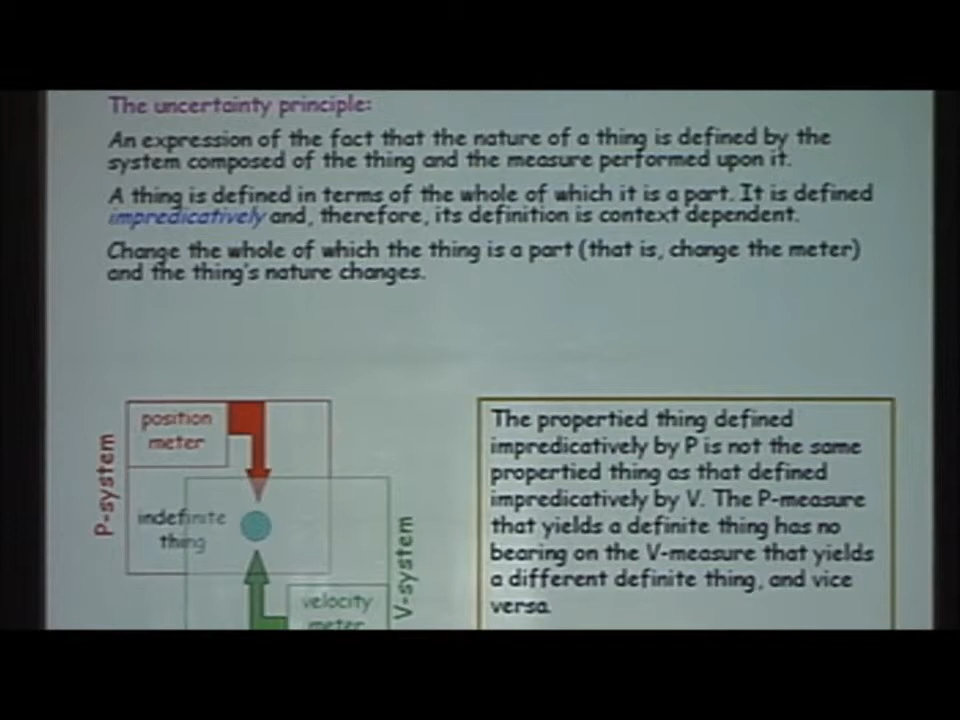 The uncertainty principle:
An expression of the fact that the nature of a thing is defined by the
system composed of the thing and the measure performed upon it.
A thing is defined in terms of the whole of which it is a part. It is defined
impredicatively and, therefore, its definition is context dependent.
Change the whole of which the thing is a part (that is, change the meter)
and the thing's nature changes.
position
meter
P-system
indefinite
thing
V-system
velocity
meter
The propertied thing defined
impredicatively by P is not the same
propertied thing as that defined
impredicatively by V. The P-measure
that yields a definite thing has no
bearing on the V-measure that yields
a different definite thing, and vice
versa.